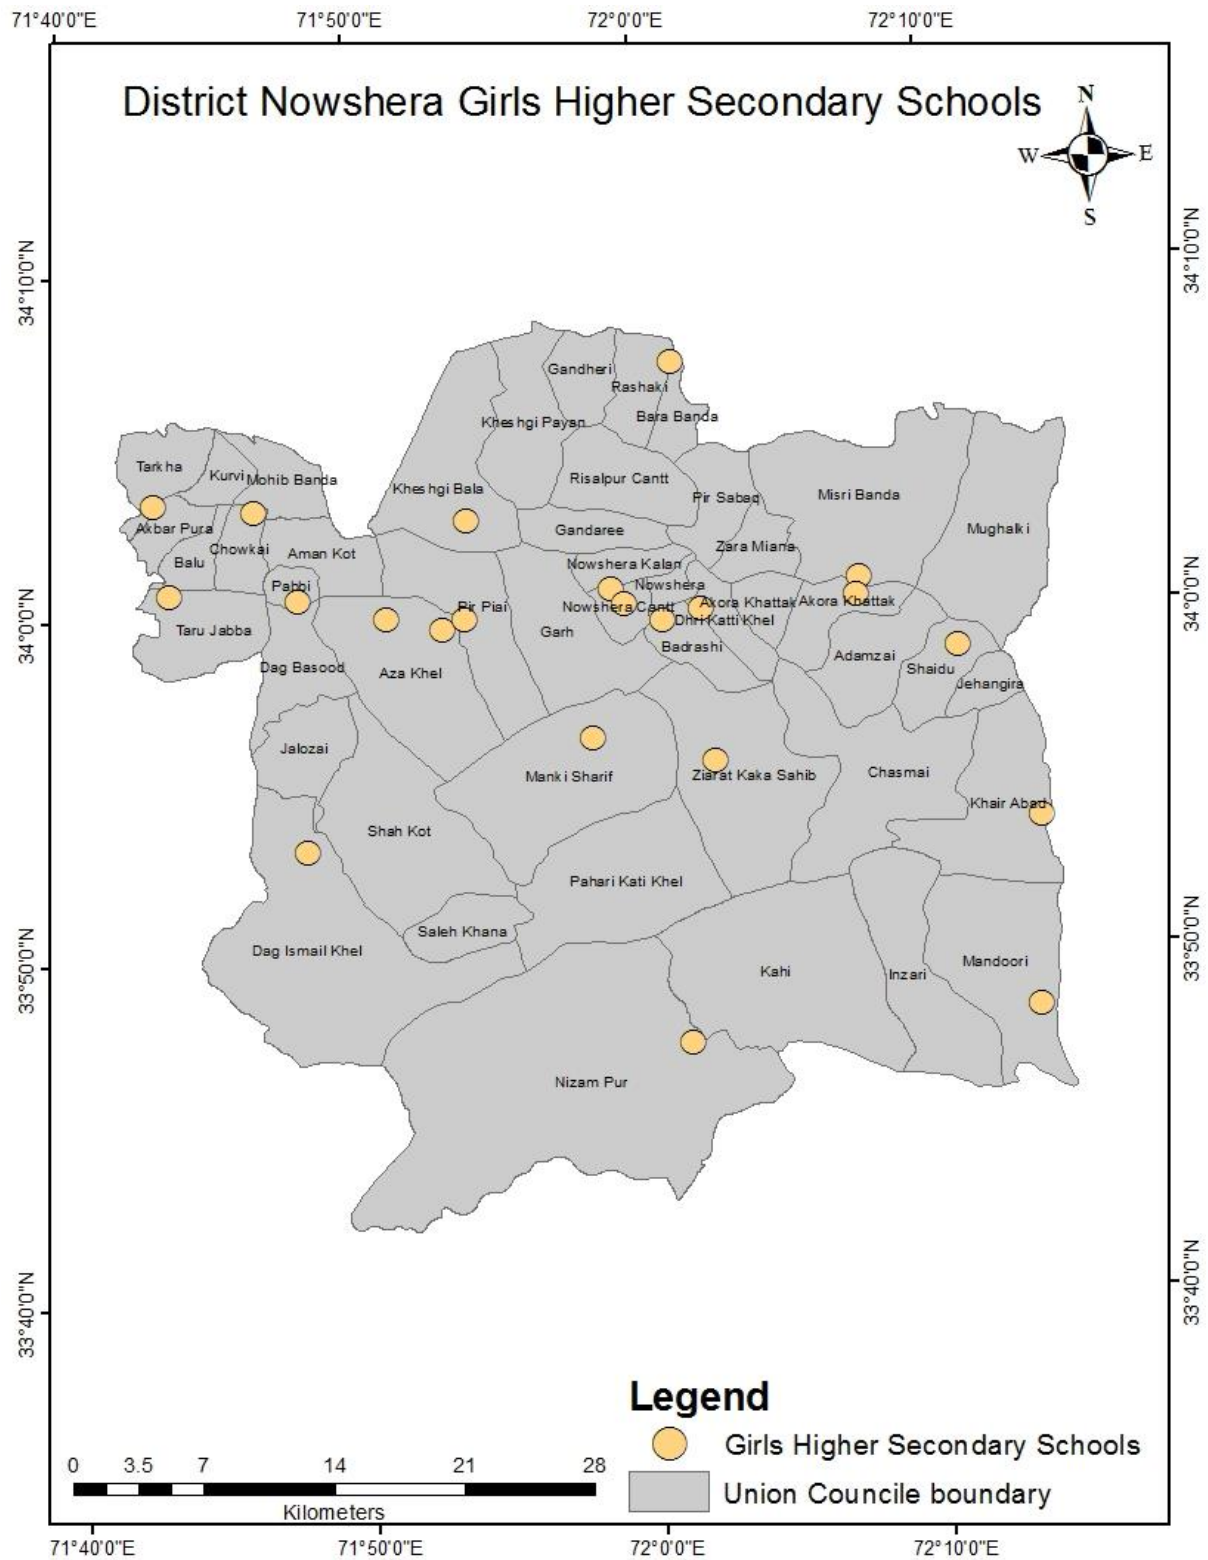 71°40'0"E
71°50'0"E
72°0'0"E
72°10'0"E
District Nowshera Girls Higher Secondary Schools
N
W
E
S
34°10'0"N
34°10'0"N
Gandheri
Rashaki
Bara Banda
Kheshgi Payan
Tarkha
Kurvi
Mohib Banda
Risalpur Cantt
Kheshgi Bala
Pir Sabaq
Misri Banda
Akbar Pura
Gandaree
Mughalki
Chowkai
Aman Kot
Zara Miana
Balu
Nowshera Kalan
Pabbi
Nowshera
34°0'0"N
34°0'0"N
Pir Piai
Nowshera Cantt
Akora Khattak
Akora Khattak
Taru Jabba
Garh
Dhri Katti Khel
Badrashi
Adamzai
Dag Basood
Aza Khel
Shaidu
Jehangira
Jalozai
Manki Sharif
Ziarat Kaka Sahib
Chasmai
Khair Abad
Shah Kot
Pahari Kati Khel
Saleh Khana
Dag Ismail Khel
33°50'0"N
33°50'0"N
Kahi
Inzari
Mandoori
Nizam Pur
33°40'0"N
33°40'0"N
Legend
Girls Higher Secondary Schools
Union Councile boundary
0 3.5 7 14 21 28
Kilometers
71°40'0"E
71°50'0"E
72°0'0"E
72°10'0"E